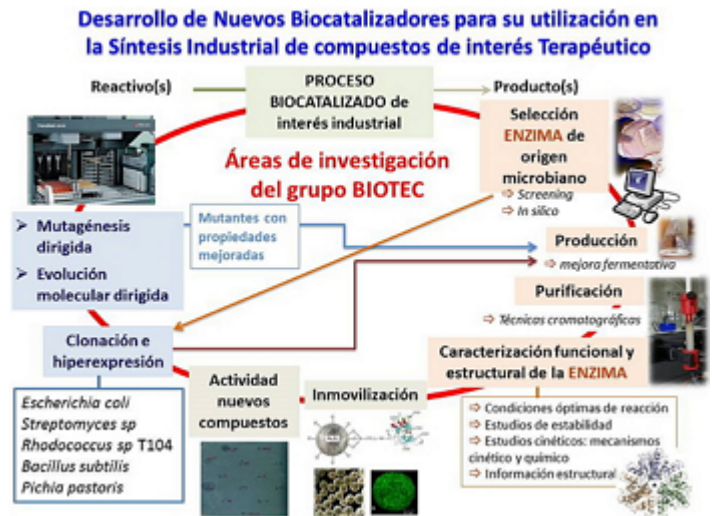 Desarrollo de Nuevos Biocatalizadores para su utilización en
la Síntesis Industrial de compuestos de interés Terapéutico
Reactivo(s)
PROCESO
BIOCATALIZADO de
interés industrial
Producto(s)
Selección
ENZIMA de
origen
microbiano
⇨ Screening
⇨ In silico
Áreas de investigación
del grupo BIOTEC
➢ Mutagénesis
dirigida
➢ Evolución
molecular dirigida
Mutantes con
propiedades
mejoradas
Producción
⇨ mejora fermentativa
Purificación
⇨ Técnicas cromatográficas
Clonación e
hiperexpresión
Caracterización funcional y
estructural de la ENZIMA
Actividad
nuevos
compuestos
Inmovilización
Escherichia coli
Streptomyces sp
Rhodococcus sp T104
Bacillus subtilis
Pichia pastoris
⇨ Condiciones óptimas de reacción
⇨ Estudios de estabilidad
⇨ Estudios cinéticos: mecanismos
cinético y químico
⇨ Información estructural